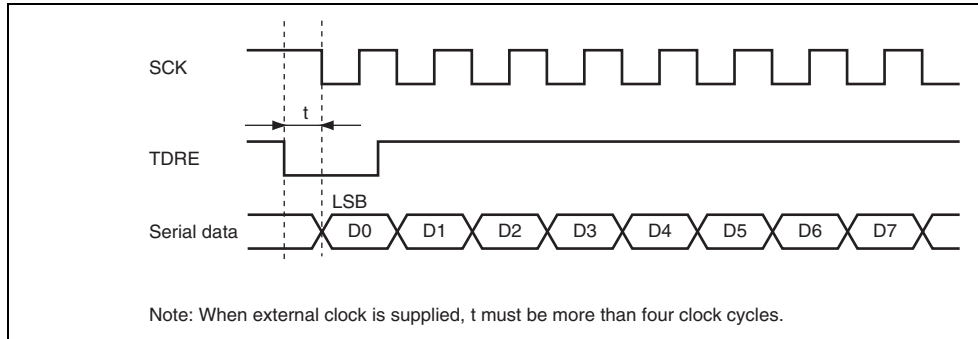 SCK
t
TDRE
LSB
Serial data D0 D1 D2 D3 D4 D5 D6 D7
Note: When external clock is supplied, t must be more than four clock cycles.